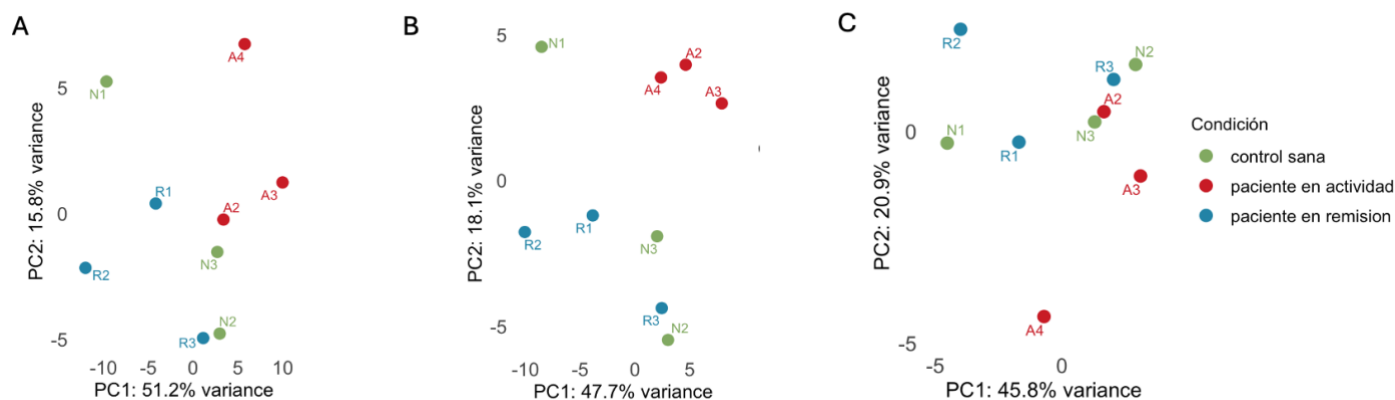 A
5
0
-5
-10
-5
0
5
10
PC2: 15.8% variance
PC1: 51.2% variance
A4
N1
R1
A3
A2
N3
R2
N2
R3
B
5
0
-5
-10
-5
0
5
PC2: 18.1% variance
PC1: 47.7% variance
N1
A2
A4
A3
R1
R2
N3
R3
N2
C
0
-5
-5
0
PC2: 20.9% variance
PC1: 45.8% variance
R2
N2
R3
A2
N1
N3
R1
A3
A4
Condición
control sana
paciente en actividad
paciente en remision